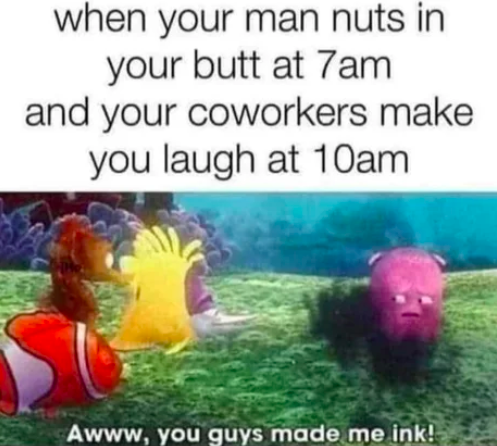 when your man nuts in
your butt at 7am
and your coworkers make
you laugh at 10am
Awww, you guys made me ink!